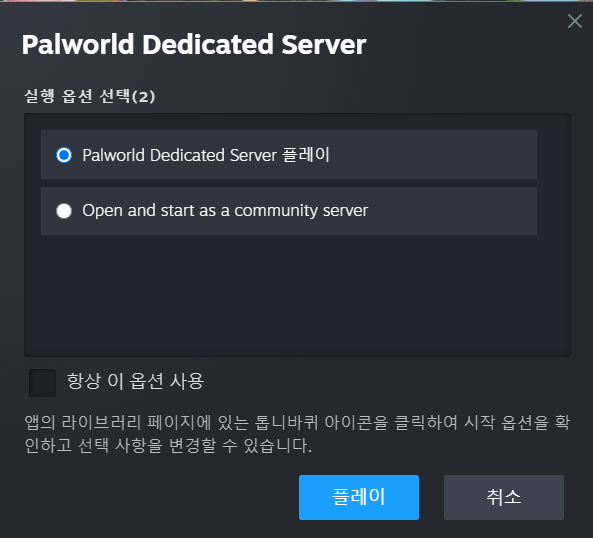 Palworld Dedicated Server
실행 옵션 선택(2)
Palworld Dedicated Server 플레이
Open and start as a community server
항상 이 옵션 사용
앱의 라이브러리 페이지에 있는 톱니바퀴 아이콘을 클릭하여 시작 옵션을 확
인하고 선택 사항을 변경할 수 있습니다.
플레이
취소